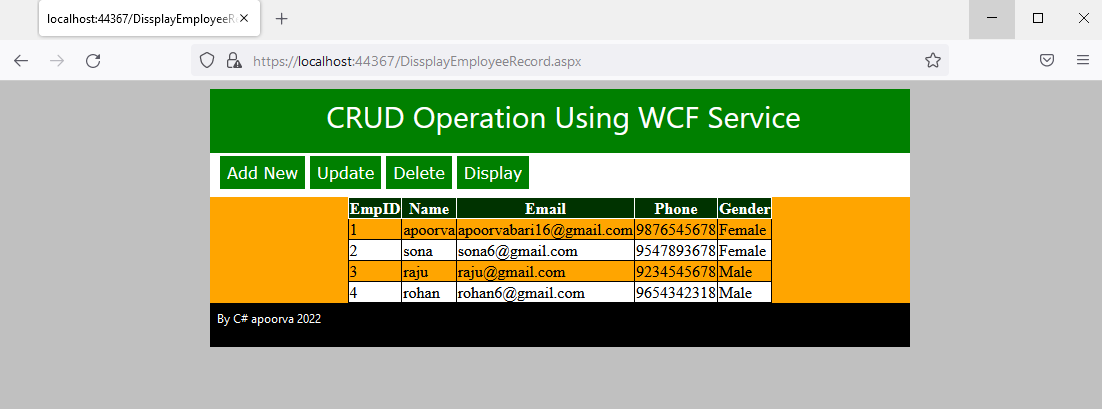 localhost:44367/DissplayEmployeeRe
https://localhost:44367/DissplayEmployeeRecord.aspx
CRUD Operation Using WCF Service
Add New Update Delete Display
EmpID Name Email Phone Gender
1 apoorva apoorvabari16@gmail.com 9876545678 Female
2 sona sona6@gmail.com 9547893678 Female
3 raju raju@gmail.com 9234545678 Male
4 rohan rohan6@gmail.com 9654342318 Male
By C# apoorva 2022